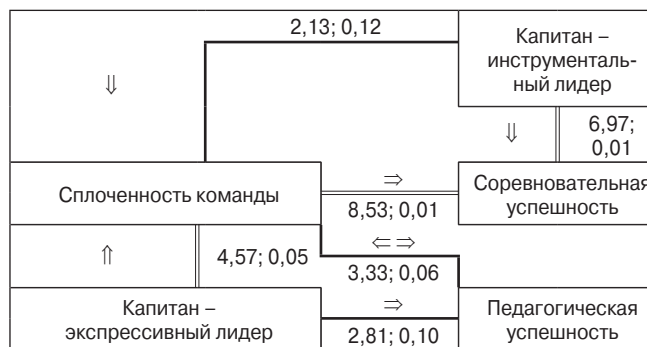 2,13; 0,12
Капитан –
инструменталь-
ный лидер
⇓
⇓
6,97;
0,01
Сплоченность команды
⇒
8,53; 0,01
Соревновательная
успешность
⇑
4,57; 0,05
⇐ ⇒
3,33; 0,06
Капитан –
экспрессивный лидер
⇒
2,81; 0,10
Педагогическая
успешность